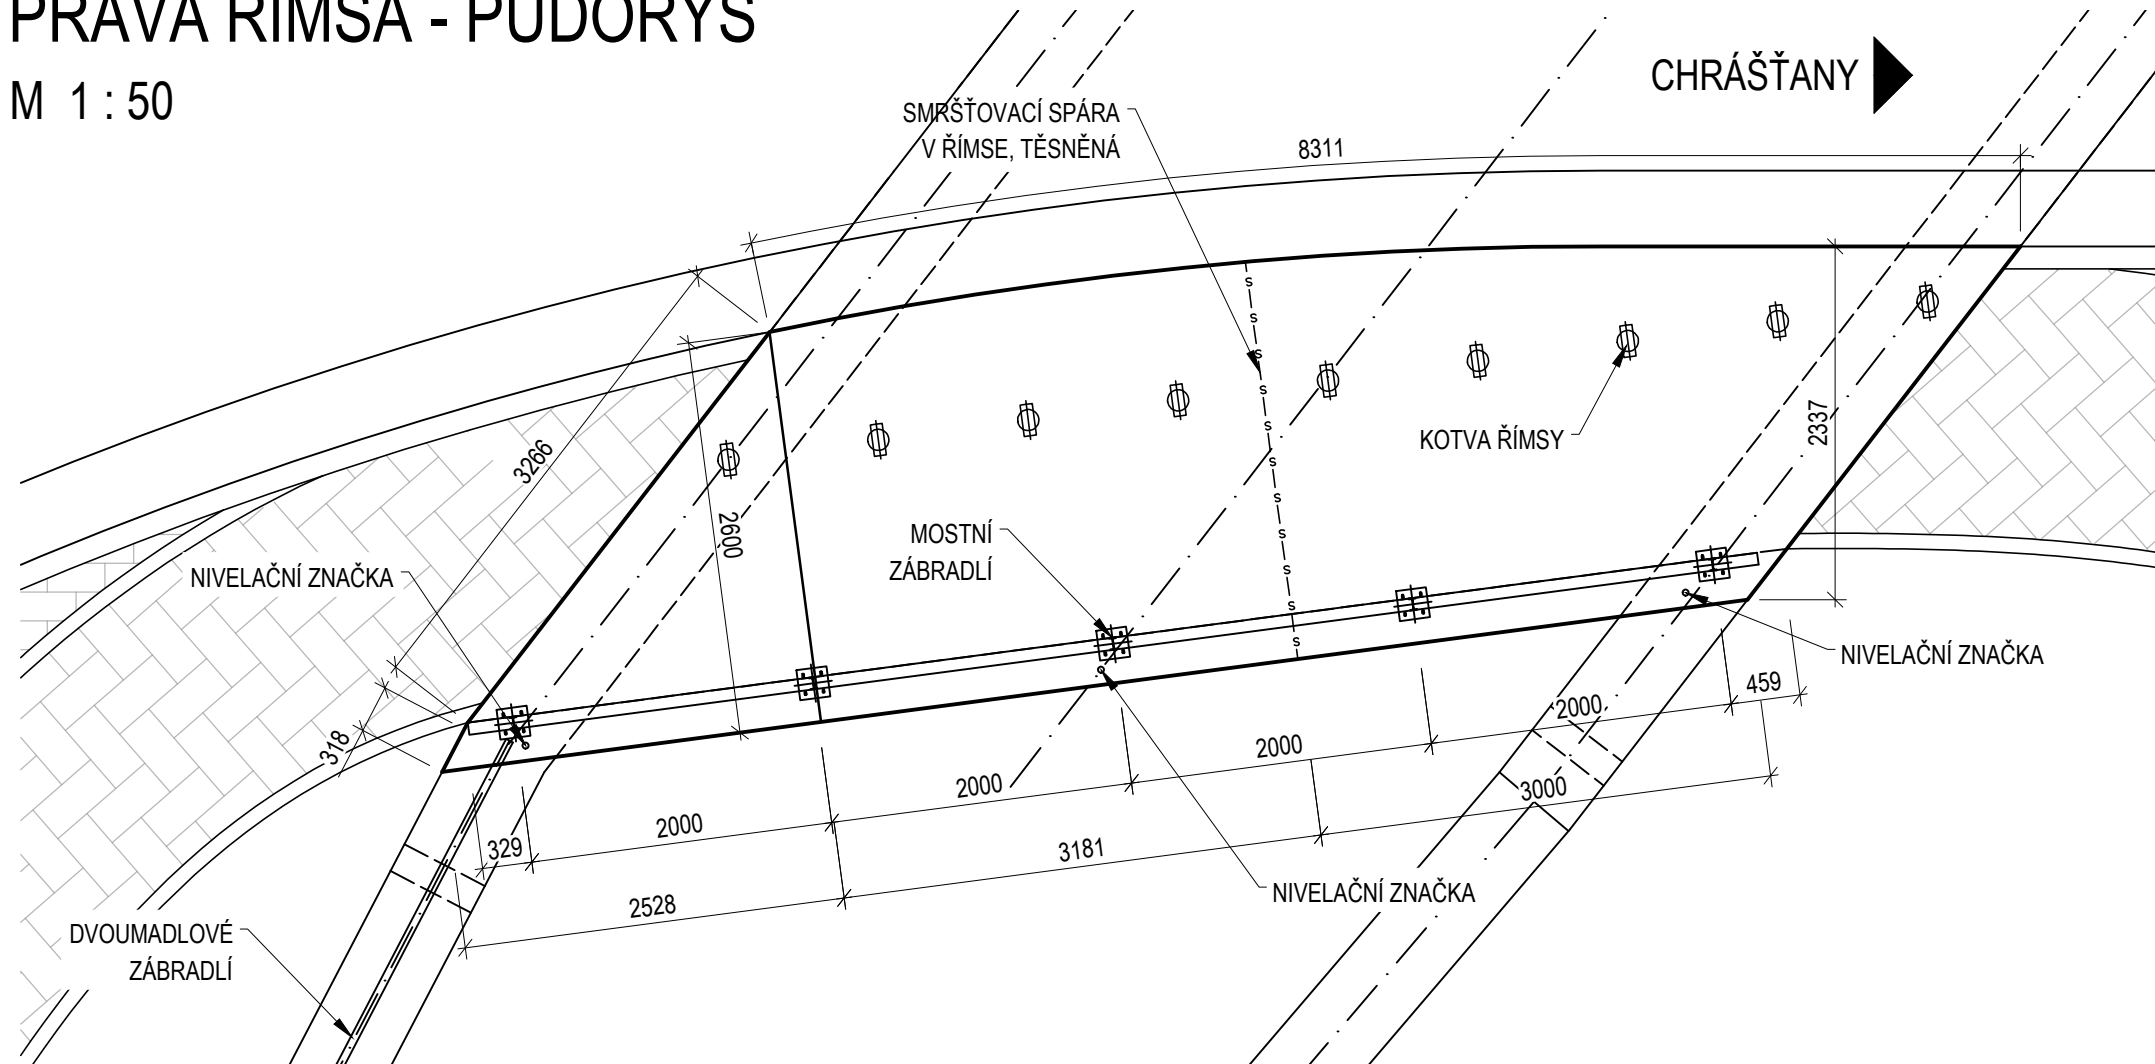 PRAVÁ ŘÍMSA - PŮDORYS
M 1 : 50
CHRÁŠŤANY
SMRŠŤOVACÍ SPÁRA
V ŘÍMSE, TĚSNĚNÁ
8311
3266
2600
2337
KOTVA ŘÍMSY
MOSTNÍ
ZÁBRADLÍ
NIVELAČNÍ ZNAČKA
NIVELAČNÍ ZNAČKA
318
459
2000
2000
2000
2000
329
3000
3181
2528
NIVELAČNÍ ZNAČKA
DVOUMADLOVÉ
ZÁBRADLÍ
s
s
s
s
s
s
s
s
s
s
s